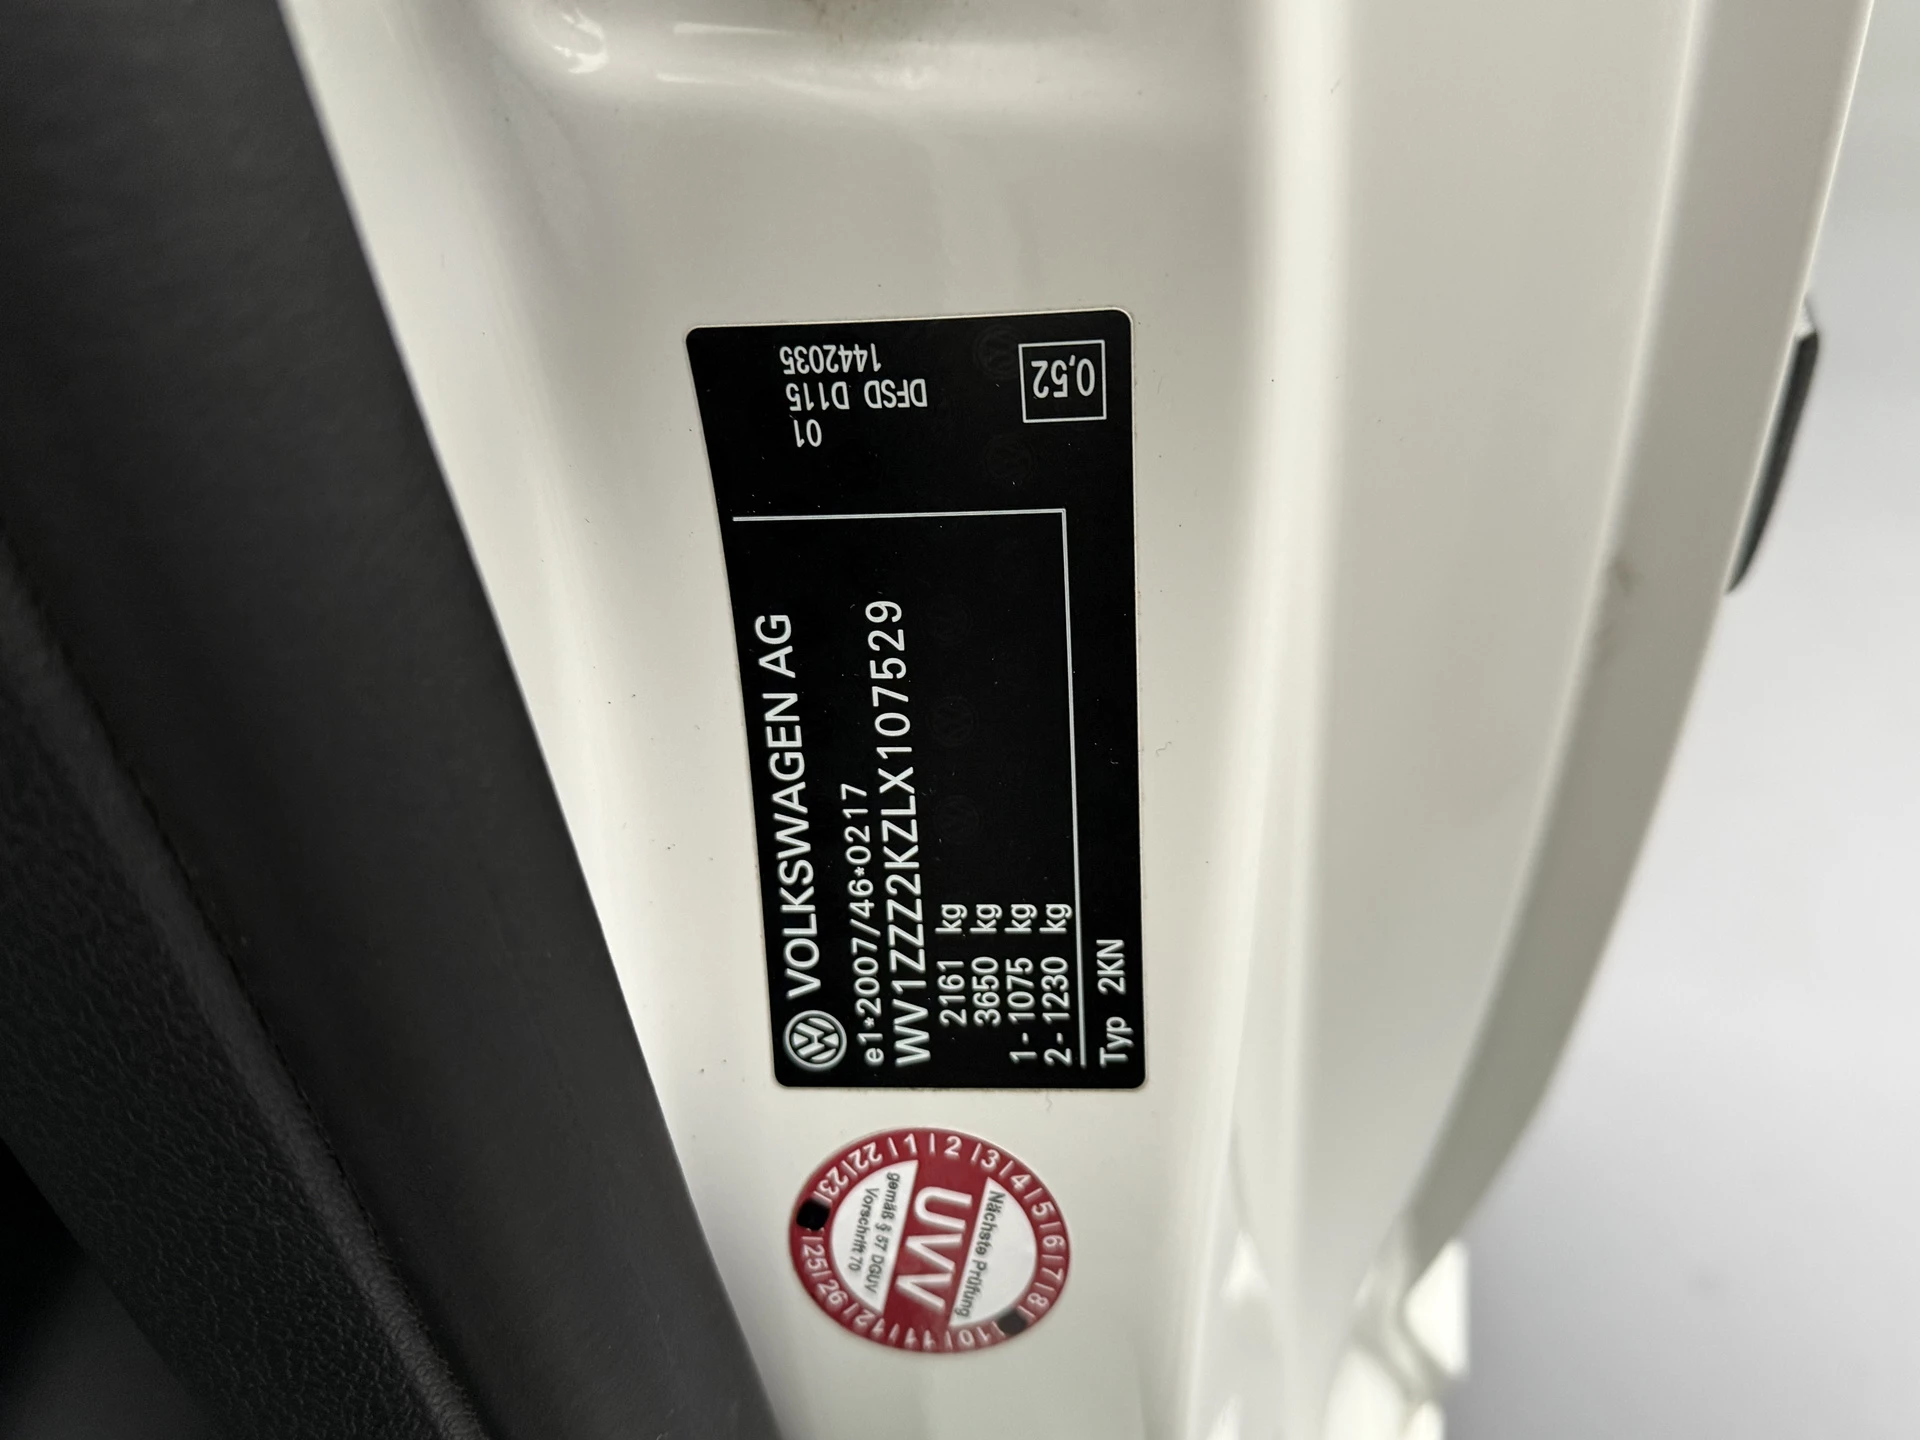 VOLKSWAGEN AG
e1*2007/46*0217
WV1ZZZ2KZLX107529
2161 kg
3650 kg
1- 1075 kg
2- 1230 kg
Typ 2KN
01
DFSD D115
1442035
0,52
1 2 3 4 5 6 7 8 10 11 12
22 23 25 26
Nächste Prüfung
UVV
gemäß § 57 DGUV
Vorschrift 70